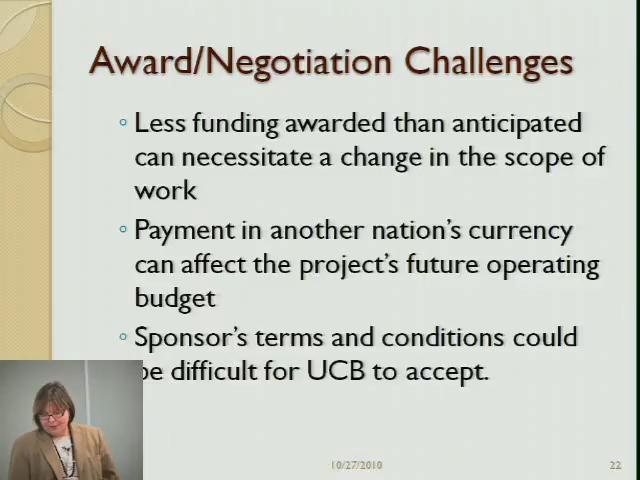 Award/Negotiation Challenges
Less funding awarded than anticipated
can necessitate a change in the scope of
work
Payment in another nation's currency
can affect the project's future operating
budget
Sponsor's terms and conditions could
be difficult for UCB to accept.
10/27/2010
22